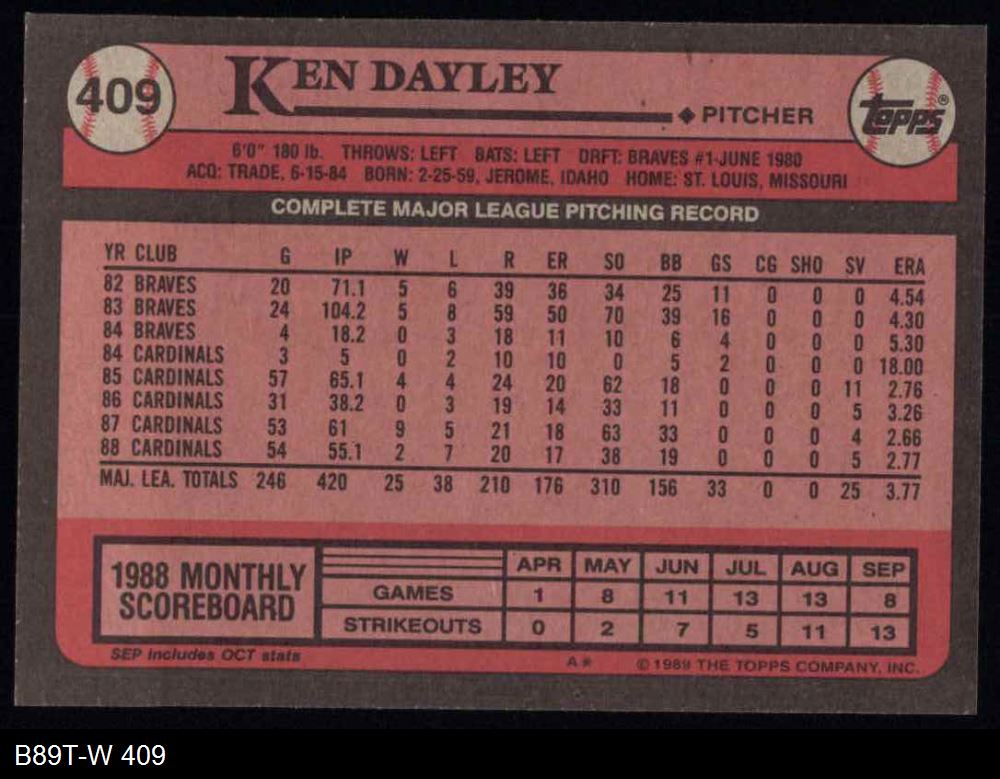 409
KEN DAYLEY
◆ PITCHER
Topps®
6'0" 180 lb. THROWS: LEFT BATS: LEFT DRFT: BRAVES #1-JUNE 1980
ACQ: TRADE, 6-15-84 BORN: 2-25-59, JEROME, IDAHO HOME: ST. LOUIS, MISSOURI
COMPLETE MAJOR LEAGUE PITCHING RECORD
YR CLUB G IP W L R ER SO BB GS CG SHO SV ERA
82 BRAVES 20 71.1 5 6 39 36 34 25 11 0 0 0 4.54
83 BRAVES 24 104.2 5 8 59 50 70 39 16 0 0 0 4.30
84 BRAVES 4 18.2 0 3 18 11 10 6 4 0 0 0 5.30
84 CARDINALS 3 5 0 2 10 10 0 5 2 0 0 0 18.00
85 CARDINALS 57 65.1 4 4 24 20 62 18 0 0 0 11 2.76
86 CARDINALS 31 38.2 0 3 19 14 33 11 0 0 0 5 3.26
87 CARDINALS 53 61 9 5 21 18 63 33 0 0 0 4 2.66
88 CARDINALS 54 55.1 2 7 20 17 38 19 0 0 0 5 2.77
MAJ. LEA. TOTALS 246 420 25 38 210 176 310 156 33 0 0 25 3.77
1988 MONTHLY
SCOREBOARD
APR MAY JUN JUL AUG SEP
GAMES 1 8 11 13 13 8
STRIKEOUTS 0 2 7 5 11 13
SEP includes OCT stats
A* © 1989 THE TOPPS COMPANY, INC.
B89T-W 409